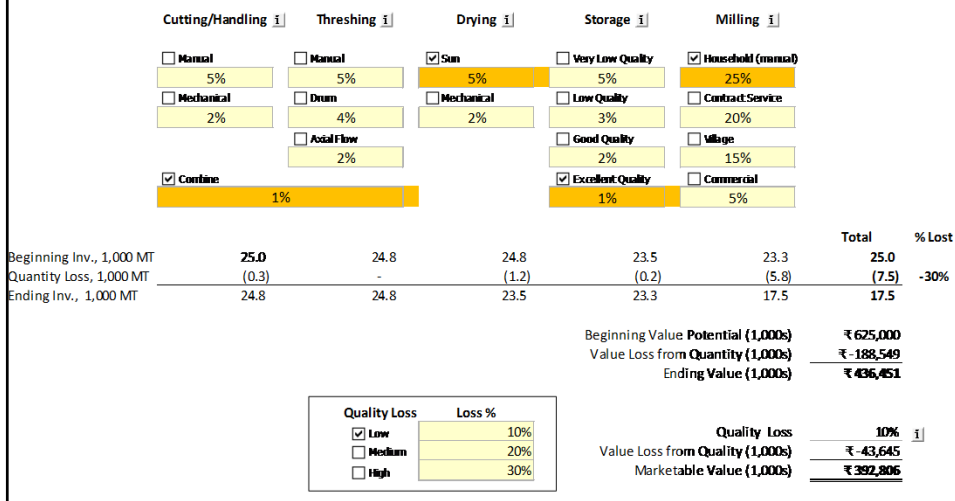 Cutting/Handling i Threshing i Drying i Storage i Milling i
Manual Manual Sun Very Low Quality Household (manual)
5% 5% 5% 5% 25%
Mechanical Drum Mechanical Low Quality Contract Service
2% 4% 2% 3% 20%
Axial Flow Good Quality Village
2% 2% 15%
Combine Excellent Quality Commercial
1% 1% 5%
Total % Lost
Beginning Inv., 1,000 MT 25.0 24.8 24.8 23.5 23.3 25.0
Quantity Loss, 1,000 MT (0.3) - (1.2) (0.2) (5.8) (7.5) -30%
Ending Inv., 1,000 MT 24.8 24.8 23.5 23.3 17.5 17.5
Beginning Value Potential (1,000s) ₹ 625,000
Value Loss from Quantity (1,000s) ₹ -188,549
Ending Value (1,000s) ₹ 436,451
Quality Loss Loss %
Low 10%
Medium 20%
High 30%
Quality Loss 10% i
Value Loss from Quality (1,000s) ₹ -43,645
Marketable Value (1,000s) ₹ 392,806